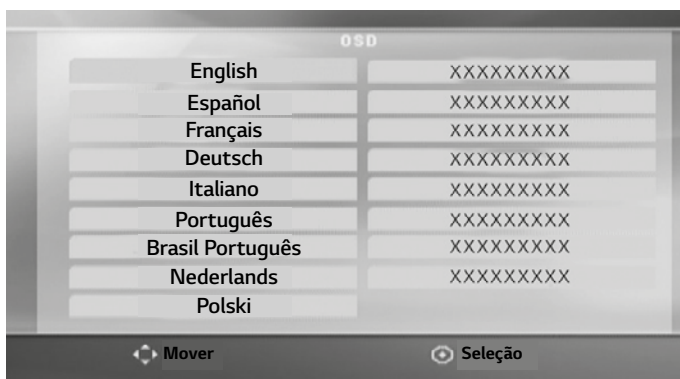 OSD
English XXXXXXXXX
Español XXXXXXXXX
Français XXXXXXXXX
Deutsch XXXXXXXXX
Italiano XXXXXXXXX
Português XXXXXXXXX
Brasil Português XXXXXXXXX
Nederlands XXXXXXXXX
Polski
Mover Seleção